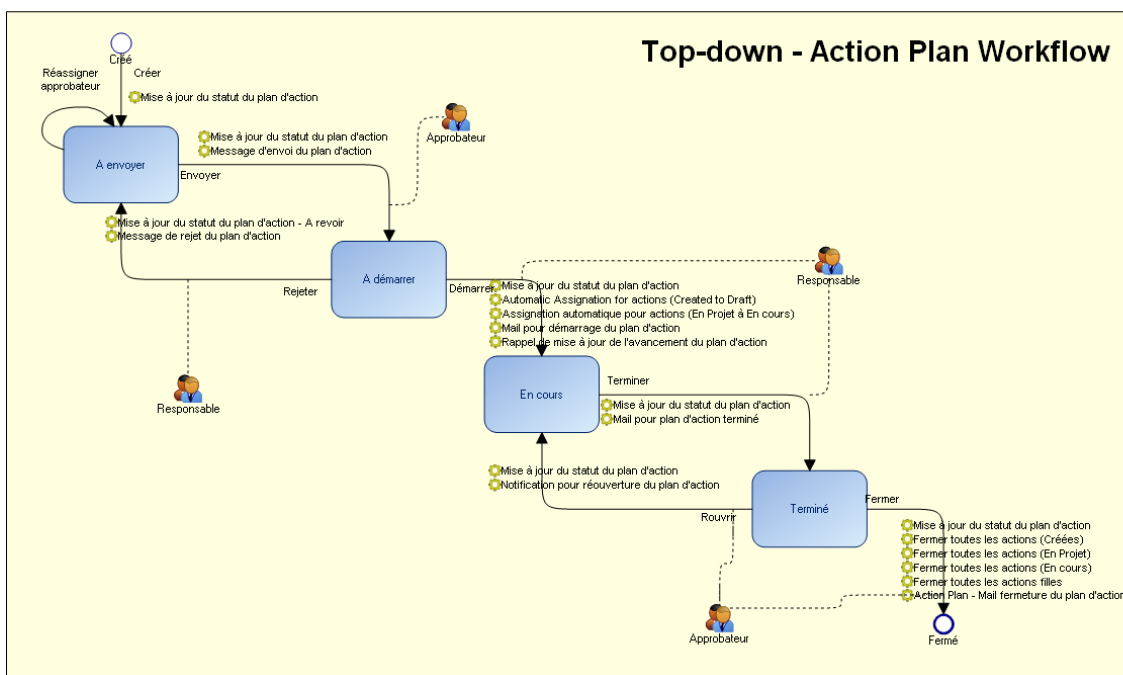 Top-down - Action Plan Workflow
Créé
Réassigner
approbateur
Créer
Mise à jour du statut du plan d'action
A envoyer
Mise à jour du statut du plan d'action
Message d'envoi du plan d'action
Envoyer
Approbateur
Mise à jour du statut du plan d'action - A revoir
Message de rejet du plan d'action
A démarrer
Rejeter
Démarrer
Responsable
Mise à jour du statut du plan d'action
Automatic Assignation for actions (Created to Draft)
Assignation automatique pour actions (En Projet à En cours)
Mail pour démarrage du plan d'action
Rappel de mise à jour de l'avancement du plan d'action
Responsable
En cours
Terminer
Mise à jour du statut du plan d'action
Mail pour plan d'action terminé
Mise à jour du statut du plan d'action
Notification pour réouverture du plan d'action
Rouvrir
Terminé
Fermer
Mise à jour du statut du plan d'action
Fermer toutes les actions (Créées)
Fermer toutes les actions (En Projet)
Fermer toutes les actions (En cours)
Fermer toutes les actions filles
Action Plan - Mail fermeture du plan d'action
Approbateur
Fermé